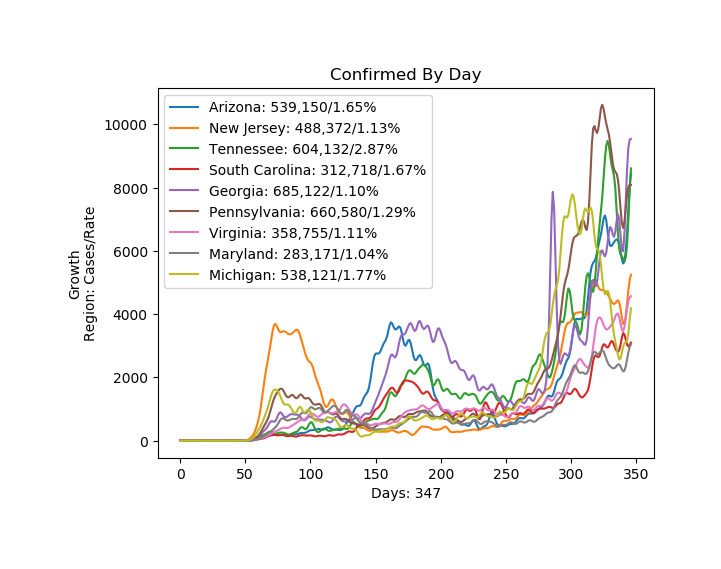 Confirmed By Day
Growth
Region: Cases/Rate
10000
8000
6000
4000
2000
0
Arizona: 539,150/1.65%
New Jersey: 488,372/1.13%
Tennessee: 604,132/2.87%
South Carolina: 312,718/1.67%
Georgia: 685,122/1.10%
Pennsylvania: 660,580/1.29%
Virginia: 358,755/1.11%
Maryland: 283,171/1.04%
Michigan: 538,121/1.77%
0 50 100 150 200 250 300 350
Days: 347